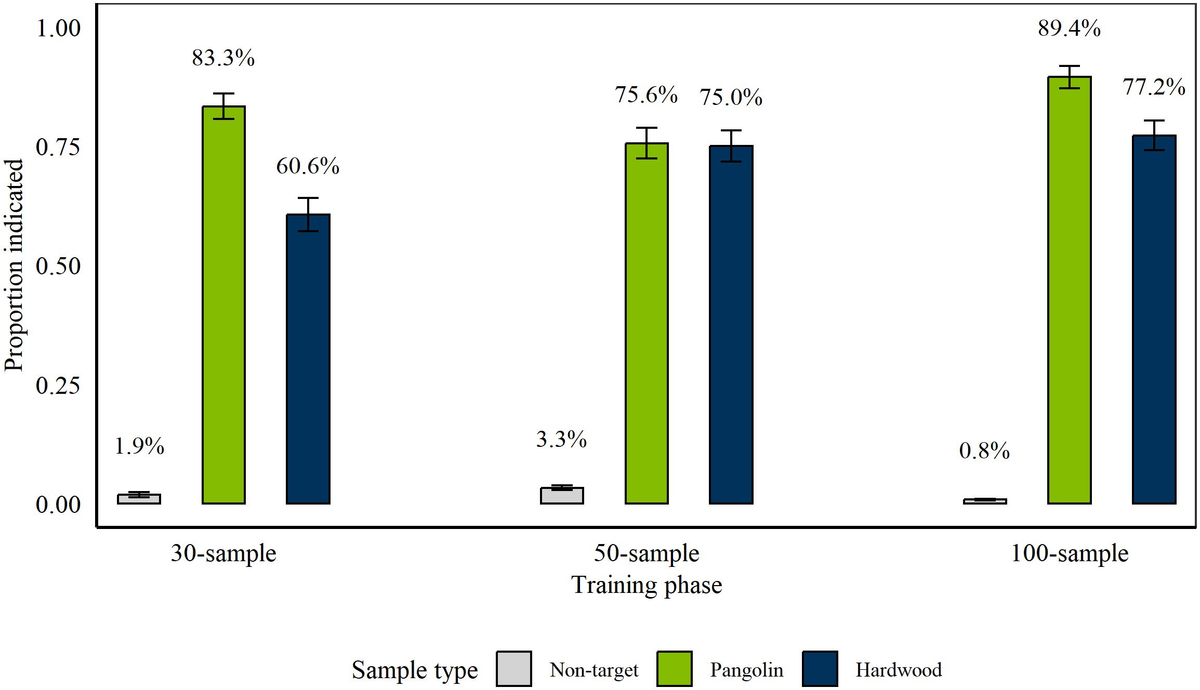 1.00
0.75
0.50
0.25
0.00
Proportion indicated
1.9%
83.3%
60.6%
3.3%
75.6%
75.0%
0.8%
89.4%
77.2%
30-sample
50-sample
100-sample
Training phase
Sample type
Non-target
Pangolin
Hardwood